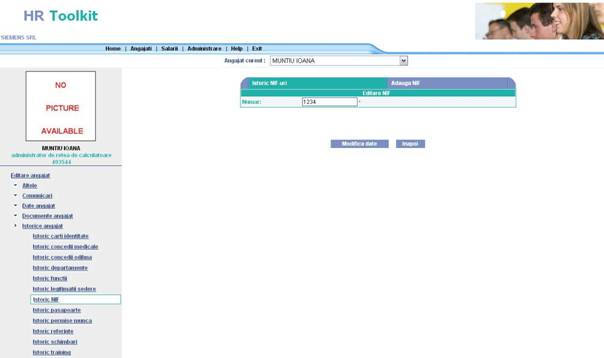 HR Toolkit
SIEMENS SRL
Home | Angajati | Salarii | Administrare | Help | Exit
Angajat curent : MUNTIU IOANA
NO
PICTURE
AVAILABLE
MUNTIU IOANA
administrator de retea de calculatoare
493544
Istoric NIF-uri
Adauga NIF
Editare NIF
Numar: 1234 *
Modifica date
Inapoi
Editare angajat
Altele
Comunicari
Date angajat
Documente angajat
Istorice angajat
Istoric carti identitate
Istoric concedii medicale
Istoric concedii odihna
Istoric departamente
Istoric functii
Istoric legitimatii sedere
Istoric NIF
Istoric pasapoarte
Istoric permise munca
Istoric referinte
Istoric schimbari
Istoric training